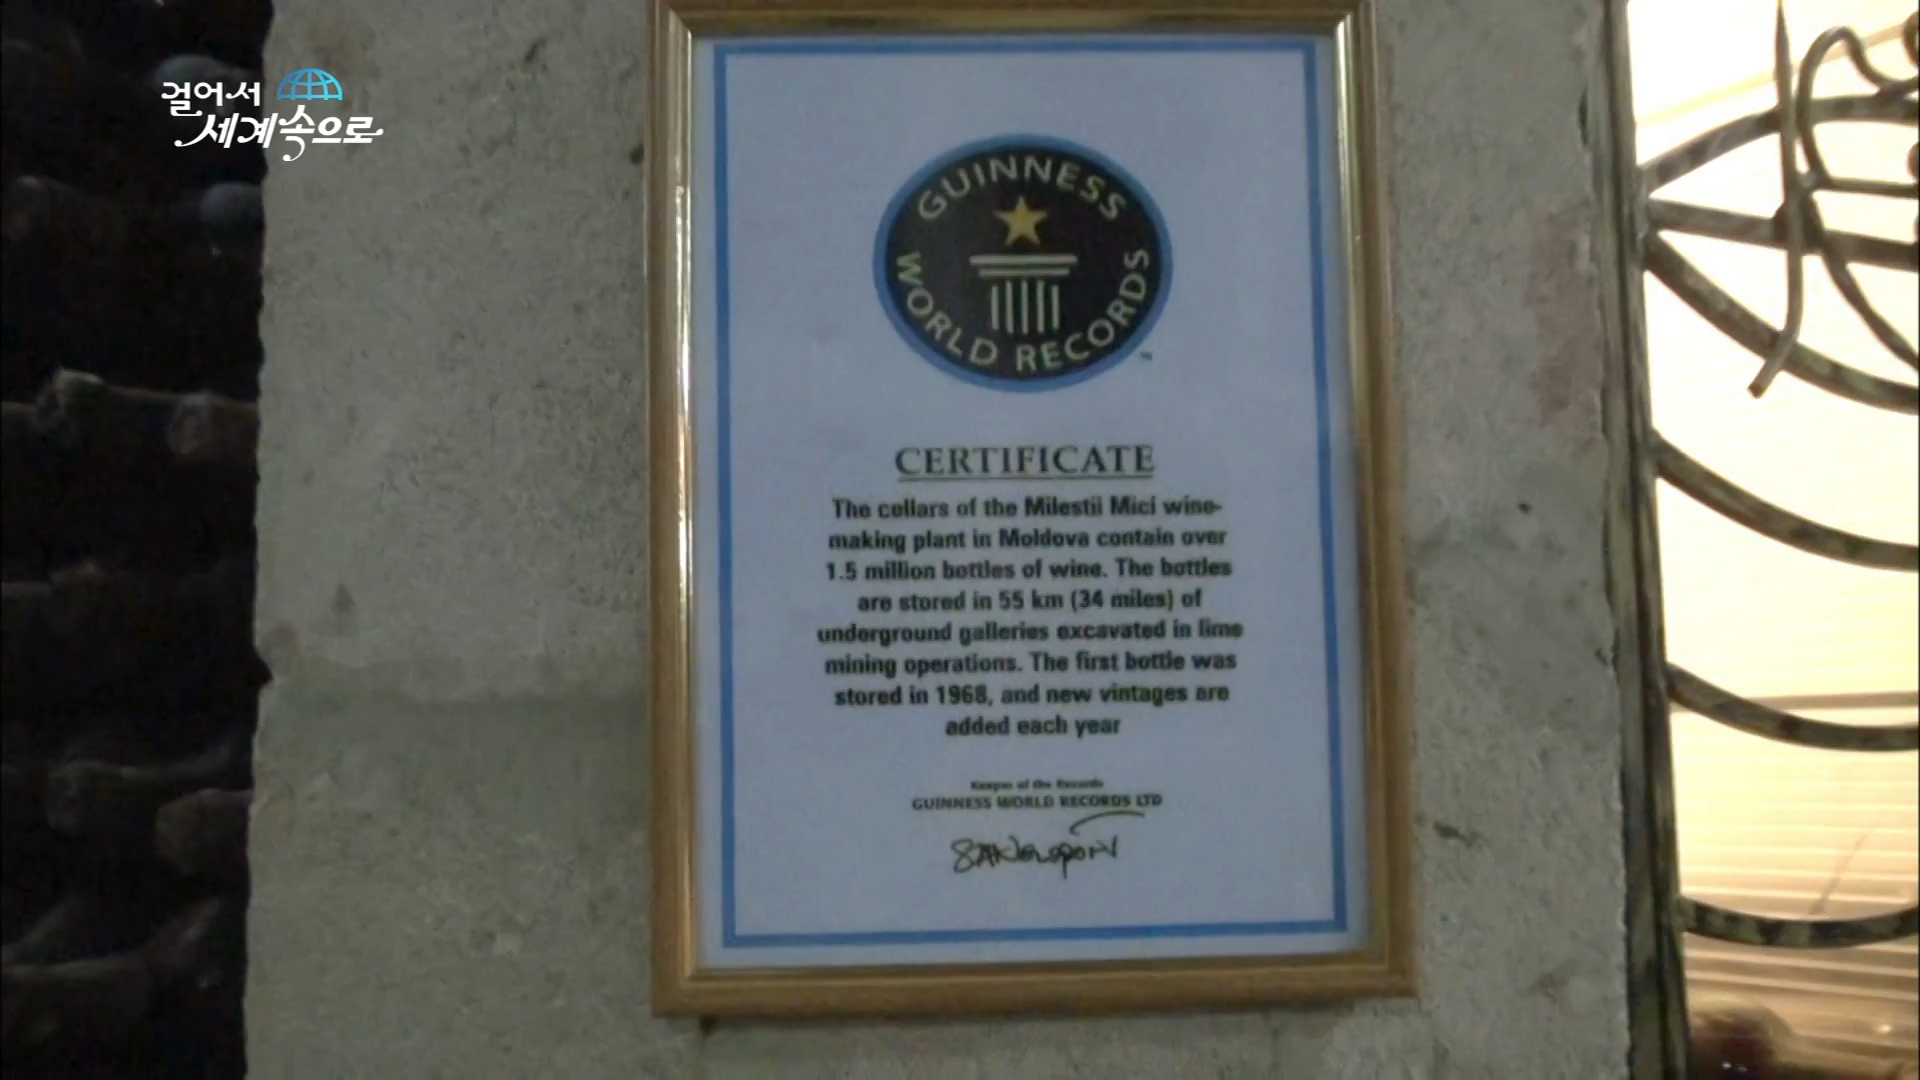 걸어서
세계속으로
GUINNESS
WORLD RECORDS
TM
CERTIFICATE
The cellars of the Milestii Mici wine-
making plant in Moldova contain over
1.5 million bottles of wine. The bottles
are stored in 55 km (34 miles) of
underground galleries excavated in lime
mining operations. The first bottle was
stored in 1968, and new vintages are
added each year
Keeper of the Records
GUINNESS WORLD RECORDS LTD